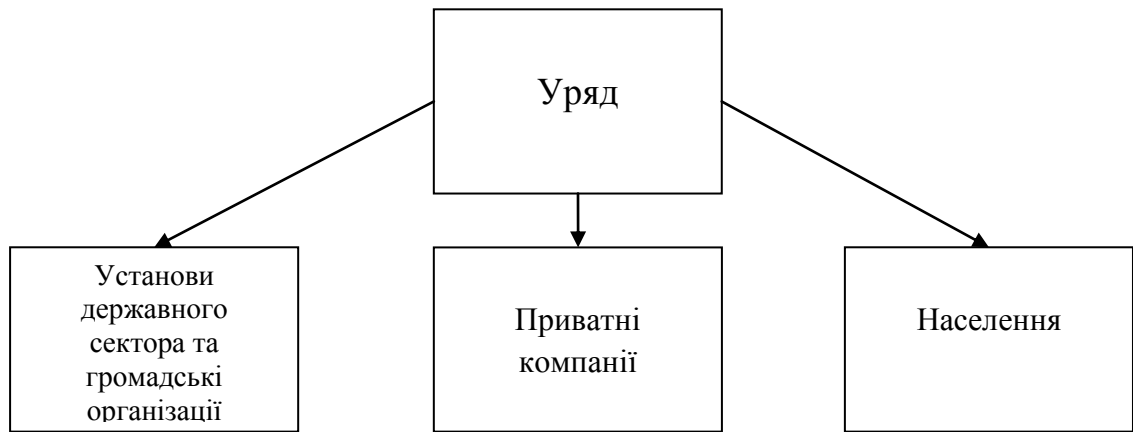 Уряд
Установи
державного
сектора та
громадські
організації
Приватні
компанії
Населення